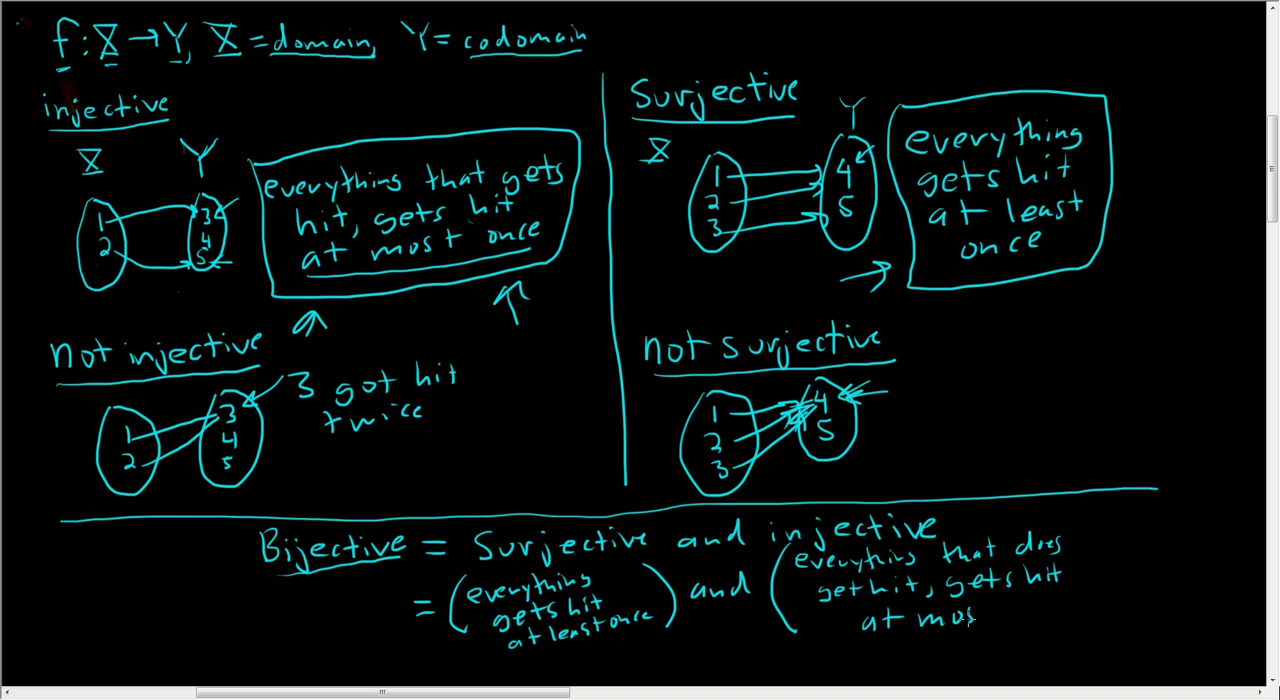 f : X → Y, X = domain, Y = codomain
injective
X Y
1
2
3
4
5
everything that gets
hit, gets hit
at most once
Surjective
X Y
1
2
3
4
5
everything
gets hit
at least
once
not injective
1
2
3
4
5
3 got hit
twice
not surjective
1
2
3
4
5
Bijective = Surjective and injective
= (everything
gets hit
at least once) and (everything that does
get hit, gets hit
at mos